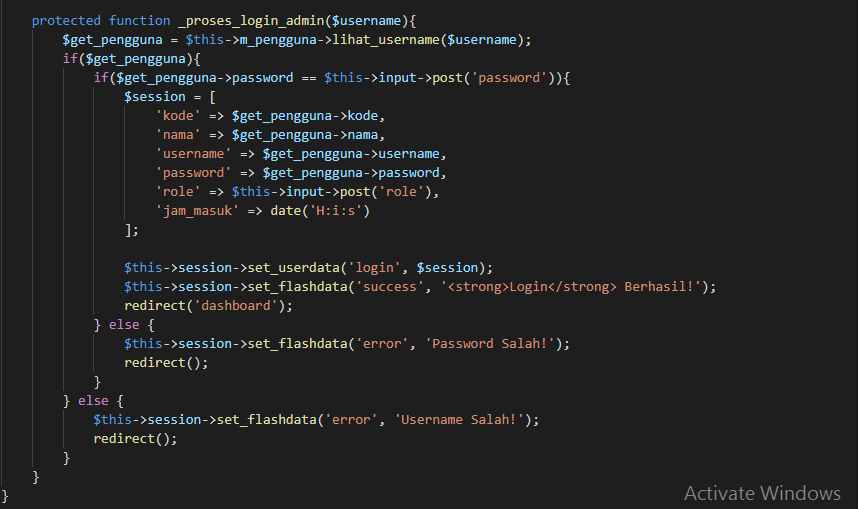 protected function _proses_login_admin($username){
$get_pengguna = $this->m_pengguna->lihat_username($username);
if($get_pengguna){
if($get_pengguna->password == $this->input->post('password')){
$session = [
'kode' => $get_pengguna->kode,
'nama' => $get_pengguna->nama,
'username' => $get_pengguna->username,
'password' => $get_pengguna->password,
'role' => $this->input->post('role'),
'jam_masuk' => date('H:i:s')
];
$this->session->set_userdata('login', $session);
$this->session->set_flashdata('success', '<strong>Login</strong> Berhasil!');
redirect('dashboard');
} else {
$this->session->set_flashdata('error', 'Password Salah!');
redirect();
}
} else {
$this->session->set_flashdata('error', 'Username Salah!');
redirect();
}
}
}
Activate Windows